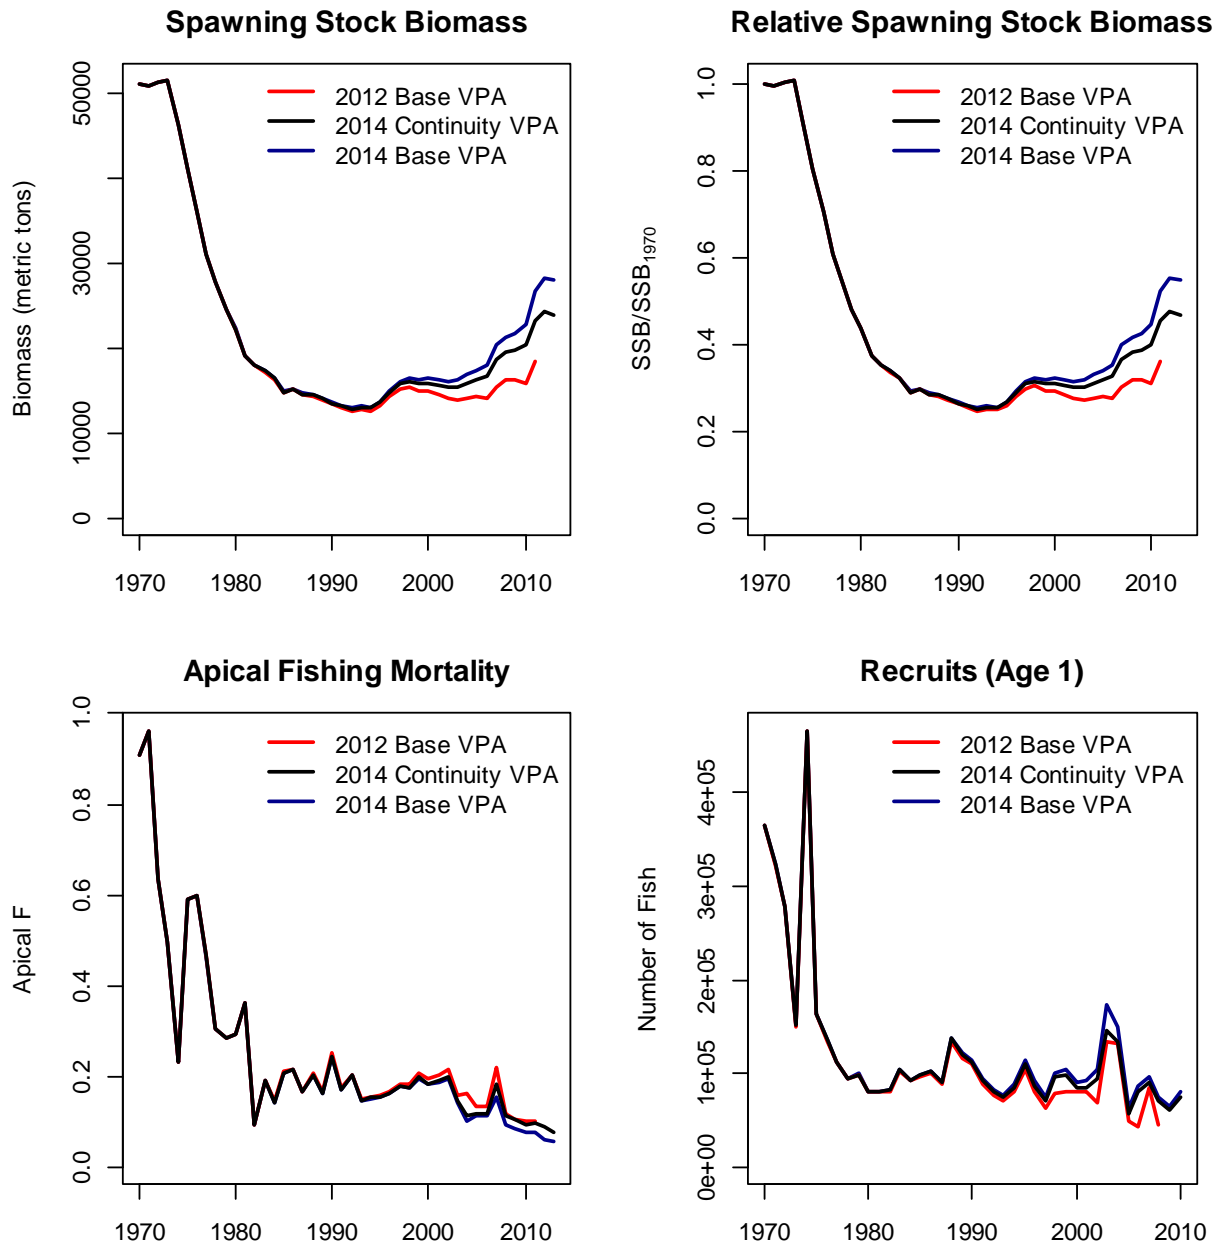 Spawning Stock Biomass
Biomass (metric tons)
50000
30000
10000
0
2012 Base VPA
2014 Continuity VPA
2014 Base VPA
1970 1980 1990 2000 2010
Relative Spawning Stock Biomass
SSB/SSB1970
1.0
0.8
0.6
0.4
0.2
0.0
2012 Base VPA
2014 Continuity VPA
2014 Base VPA
1970 1980 1990 2000 2010
Apical Fishing Mortality
Apical F
1.0
0.8
0.6
0.4
0.2
0.0
2012 Base VPA
2014 Continuity VPA
2014 Base VPA
1970 1980 1990 2000 2010
Recruits (Age 1)
Number of Fish
4e+05
3e+05
2e+05
1e+05
0e+00
2012 Base VPA
2014 Continuity VPA
2014 Base VPA
1970 1980 1990 2000 2010